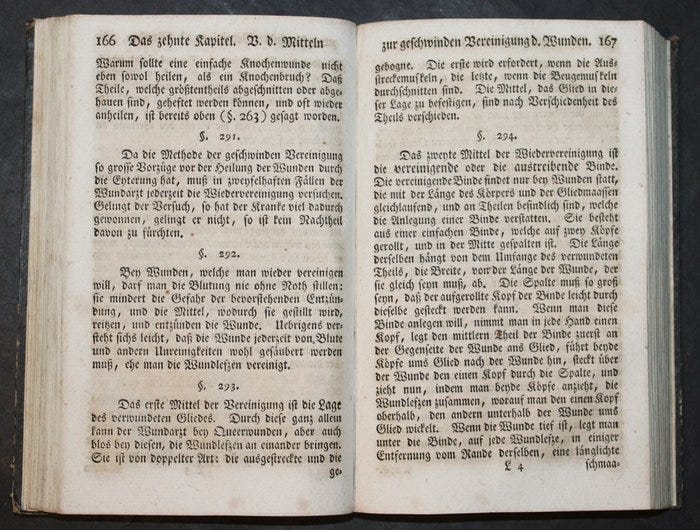 166 Das zehnte Kapitel. V. d. Mitteln
Warum sollte eine einfache Knochenwunde nicht
eben sowol heilen, als ein Knochenbruch? Daß
Theile, welche größtentheils abgeschnitten oder abge-
hauen sind, geheftet werden können, und oft wieder
anheilen, ist bereits oben (§. 263) gesagt worden.
§. 291.
Da die Methode der geschwinden Vereinigung
so grosse Vorzüge vor der Heilung der Wunden durch
die Eyterung hat, muß in zweyfelhaften Fällen der
Wundarzt jederzeit die Wiedervereinigung versuchen.
Gelingt der Versuch, so hat der Kranke viel dadurch
gewonnen, gelingt er nicht, so ist kein Nachtheil
davon zu fürchten.
§. 292.
Bey Wunden, welche man wieder vereinigen
will, darf man die Blutung nie ohne Noth stillen:
sie mindert die Gefahr der bevorstehenden Entzün-
dung, und die Mittel, wodurch sie gestillt wird,
reitzen, und entzünden die Wunde. Uebrigens ver-
steht sichs leicht, daß die Wunde jederzeit von Blute
und andern Unreinigkeiten wohl gesäubert werden
muß, ehe man die Wundlefzen vereinigt.
§. 293.
Das erste Mittel der Vereinigung ist die Lage
des verwundeten Gliedes. Durch diese ganz allein
kann der Wundarzt bey Queerwunden, aber auch
blos bey diesen, die Wundlefzen an einander bringen.
Sie ist von doppelter Art: die ausgestreckte und die
ge-
zur geschwinden Vereinigung d. Wunden. 167
gebogne. Die erste wird erfordert, wenn die Aus-
streckemuskeln, die letzte, wenn die Beugemuskeln
durchschnitten sind. Die Mittel, das Glied in die-
ser Lage zu befestigen, sind nach Verschiedenheit des
Theils verschieden.
§. 294.
Das zweyte Mittel der Wiedervereinigung ist
die vereinigende oder die austreibende Binde.
Die vereinigende Binde findet nur bey Wunden statt,
die mit der Länge des Körpers und der Gliedmaassen
gleichlaufend, und an Theilen befindlich sind, welche
die Anlegung einer Binde verstatten. Sie besteht
aus einer einfachen Binde, welche auf zwey Köpfe
gerollt, und in der Mitte gespalten ist. Die Länge
derselben hängt von dem Umfange des verwundeten
Theils, die Breite, von der Länge der Wunde, der
sie gleich seyn muß, ab. Die Spalte muß so groß
seyn, daß der aufgerollte Kopf der Binde leicht durch
dieselbe gesteckt werden kann. Wenn man diese
Binde anlegen will, nimmt man in jede Hand einen
Kopf, legt den mittlern Theil der Binde zuerst an
der Gegenseite der Wunde ans Glied, führt beyde
Köpfe ums Glied nach der Wunde hin, steckt über
der Wunde den einen Kopf durch die Spalte, und
zieht nun, indem man beyde Köpfe anzieht, die
Wundlefzen zusammen, worauf man den einen Kopf
oberhalb, den andern unterhalb der Wunde ums
Glied wickelt. Wenn die Wunde tief ist, legt man
unter die Binde, auf jede Wundlefze, in einiger
Entfernung vom Rande derselben, eine länglichte
L 4 schmaa-